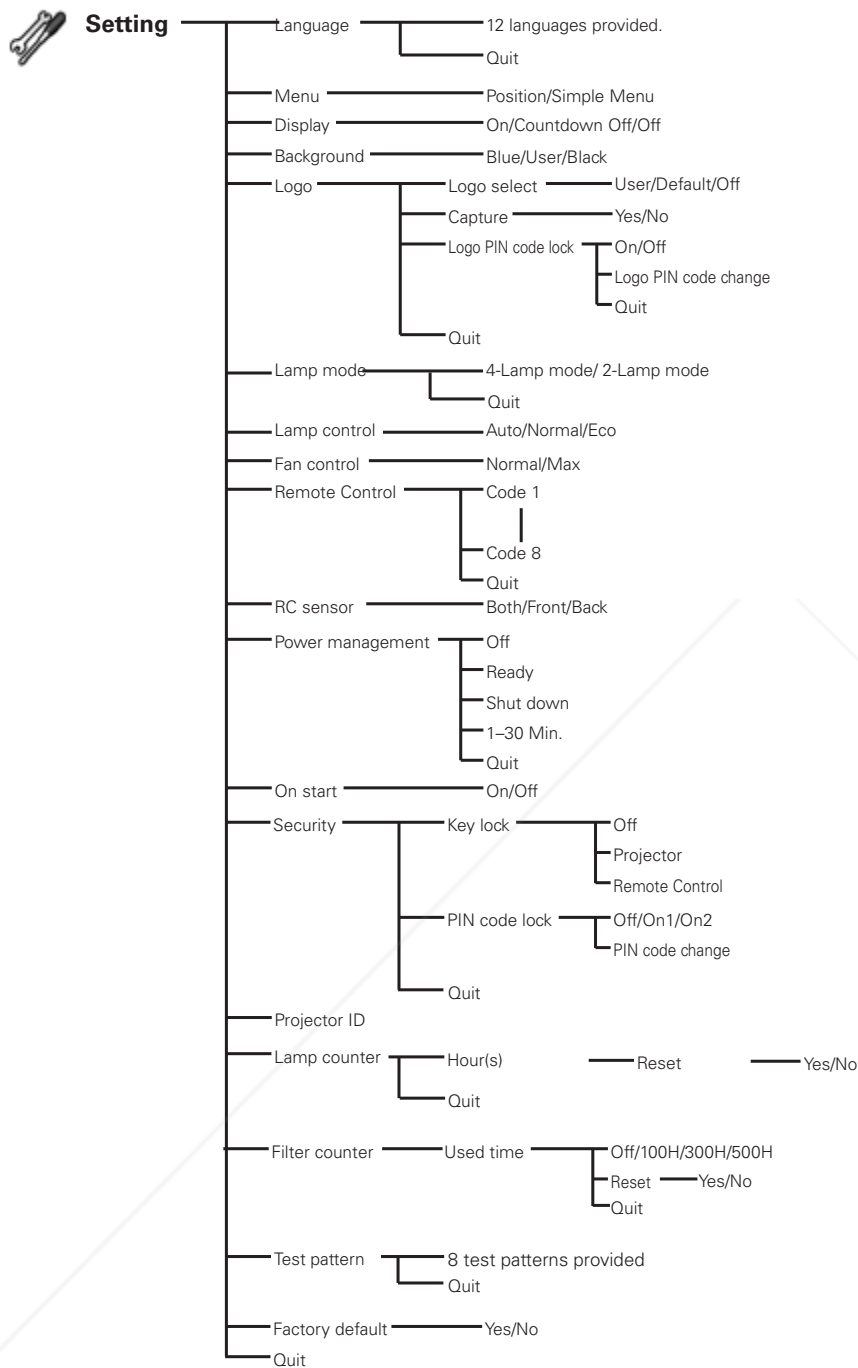 Setting
Language
12 languages provided.
Quit
Menu
Position/Simple Menu
Display
On/Countdown Off/Off
Background
Blue/User/Black
Logo
Logo select
User/Default/Off
Capture
Yes/No
Logo PIN code lock
On/Off
Logo PIN code change
Quit
Quit
Lamp mode
4-Lamp mode/ 2-Lamp mode
Quit
Lamp control
Auto/Normal/Eco
Fan control
Normal/Max
Remote Control
Code 1
Code 8
Quit
RC sensor
Both/Front/Back
Power management
Off
Ready
Shut down
1–30 Min.
Quit
On start
On/Off
Security
Key lock
Off
Projector
Remote Control
PIN code lock
Off/On1/On2
PIN code change
Quit
Projector ID
Lamp counter
Hour(s)
Reset
Yes/No
Quit
Filter counter
Used time
Off/100H/300H/500H
Reset
Yes/No
Quit
Test pattern
8 test patterns provided
Quit
Factory default
Yes/No
Quit